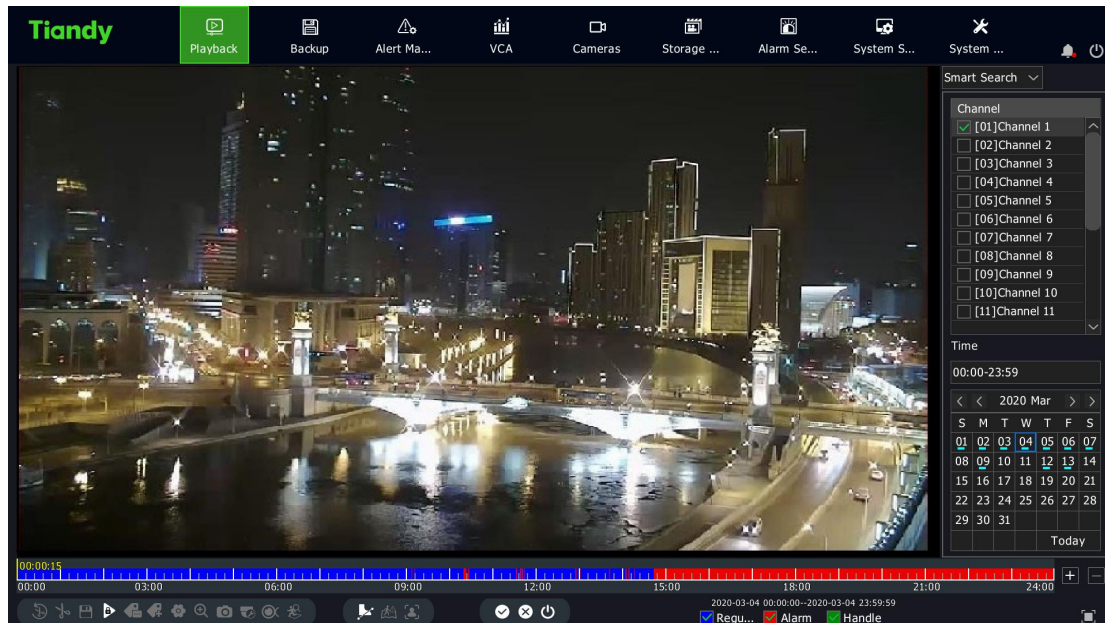 Tiandy
Playback
Backup
Alert Ma...
VCA
Cameras
Storage ...
Alarm Se...
System S...
System ...
Smart Search
Channel
[01]Channel 1
[02]Channel 2
[03]Channel 3
[04]Channel 4
[05]Channel 5
[06]Channel 6
[07]Channel 7
[08]Channel 8
[09]Channel 9
[10]Channel 10
[11]Channel 11
Time
00:00-23:59
2020 Mar
S M T W T F S
01 02 03 04 05 06 07
08 09 10 11 12 13 14
15 16 17 18 19 20 21
22 23 24 25 26 27 28
29 30 31
Today
00:00:15
00:00 03:00 06:00 09:00 12:00 15:00 18:00 21:00 24:00
2020-03-04 00:00:00--2020-03-04 23:59:59
Regu... Alarm Handle